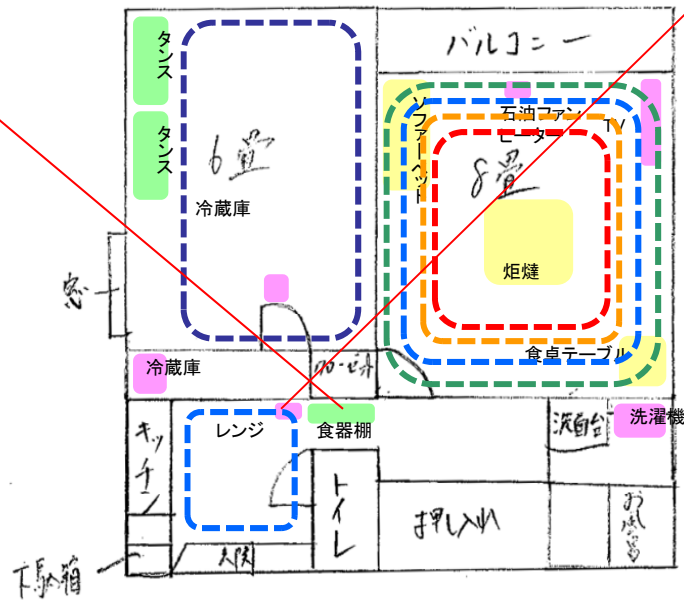 バルコニー
タンス
石油ファン
ヒーター
TV
ソファーベッド
タンス
6畳
8畳
冷蔵庫
炬燵
窓
食卓テーブル
冷蔵庫
クローゼット
レンジ
食器棚
洗面台
洗濯機
キッチン
トイレ
押し入れ
お風呂
玄関
下駄箱